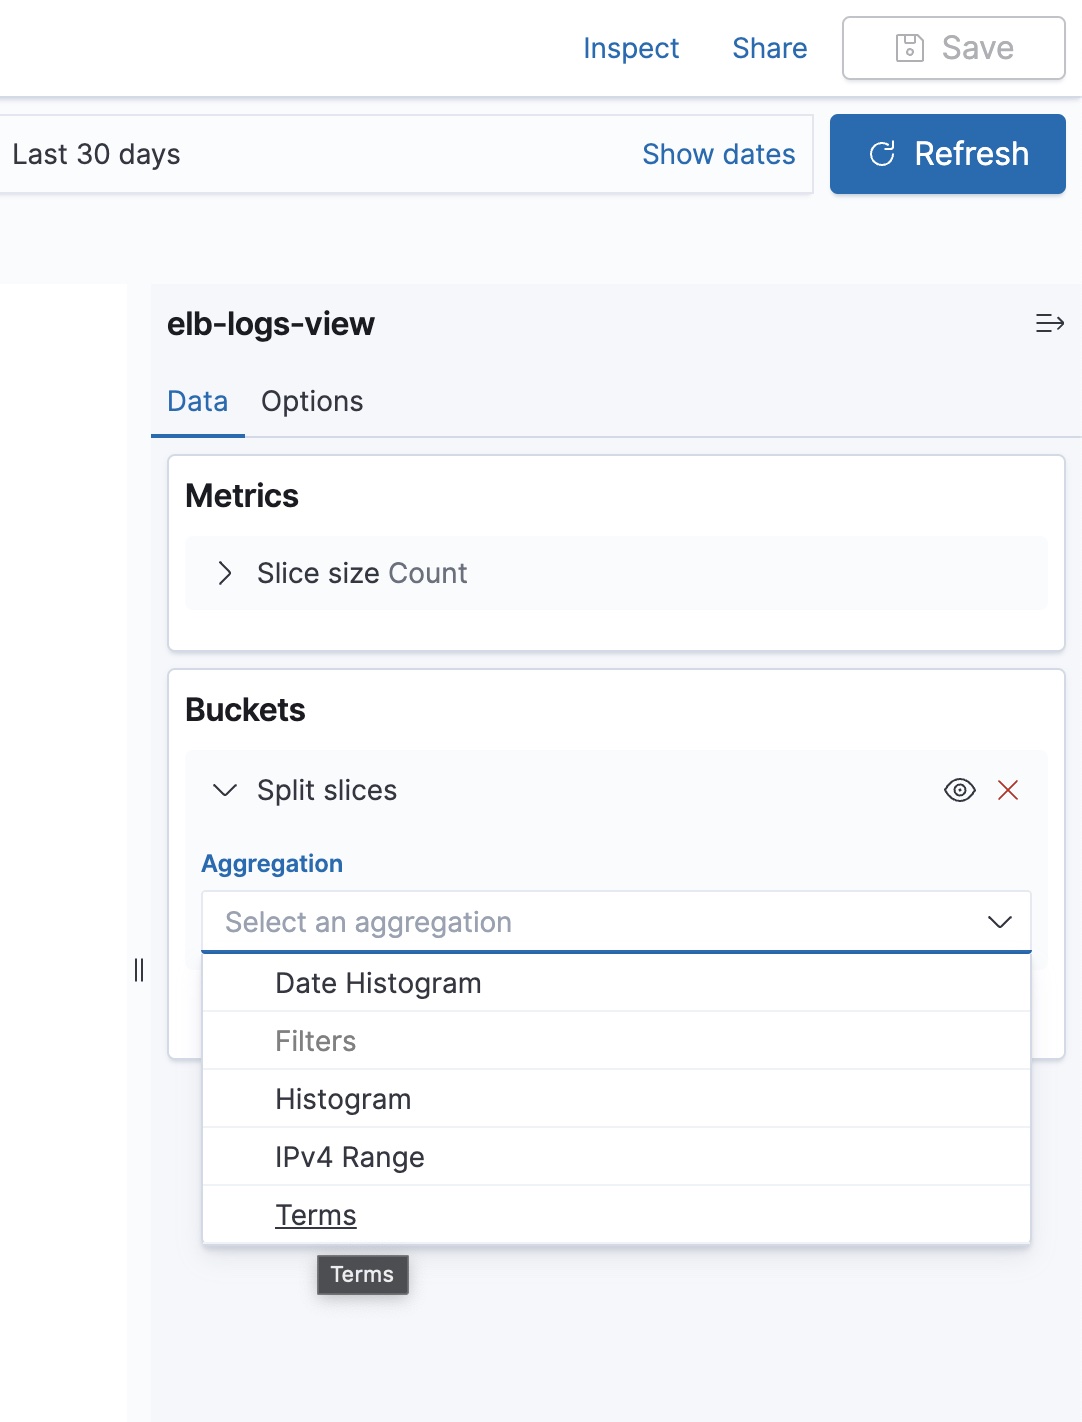 Inspect Share Save
Last 30 days Show dates Refresh
elb-logs-view
Data Options
Metrics
Slice size Count
Buckets
Split slices
Aggregation
Select an aggregation
Date Histogram
Filters
Histogram
IPv4 Range
Terms
Terms